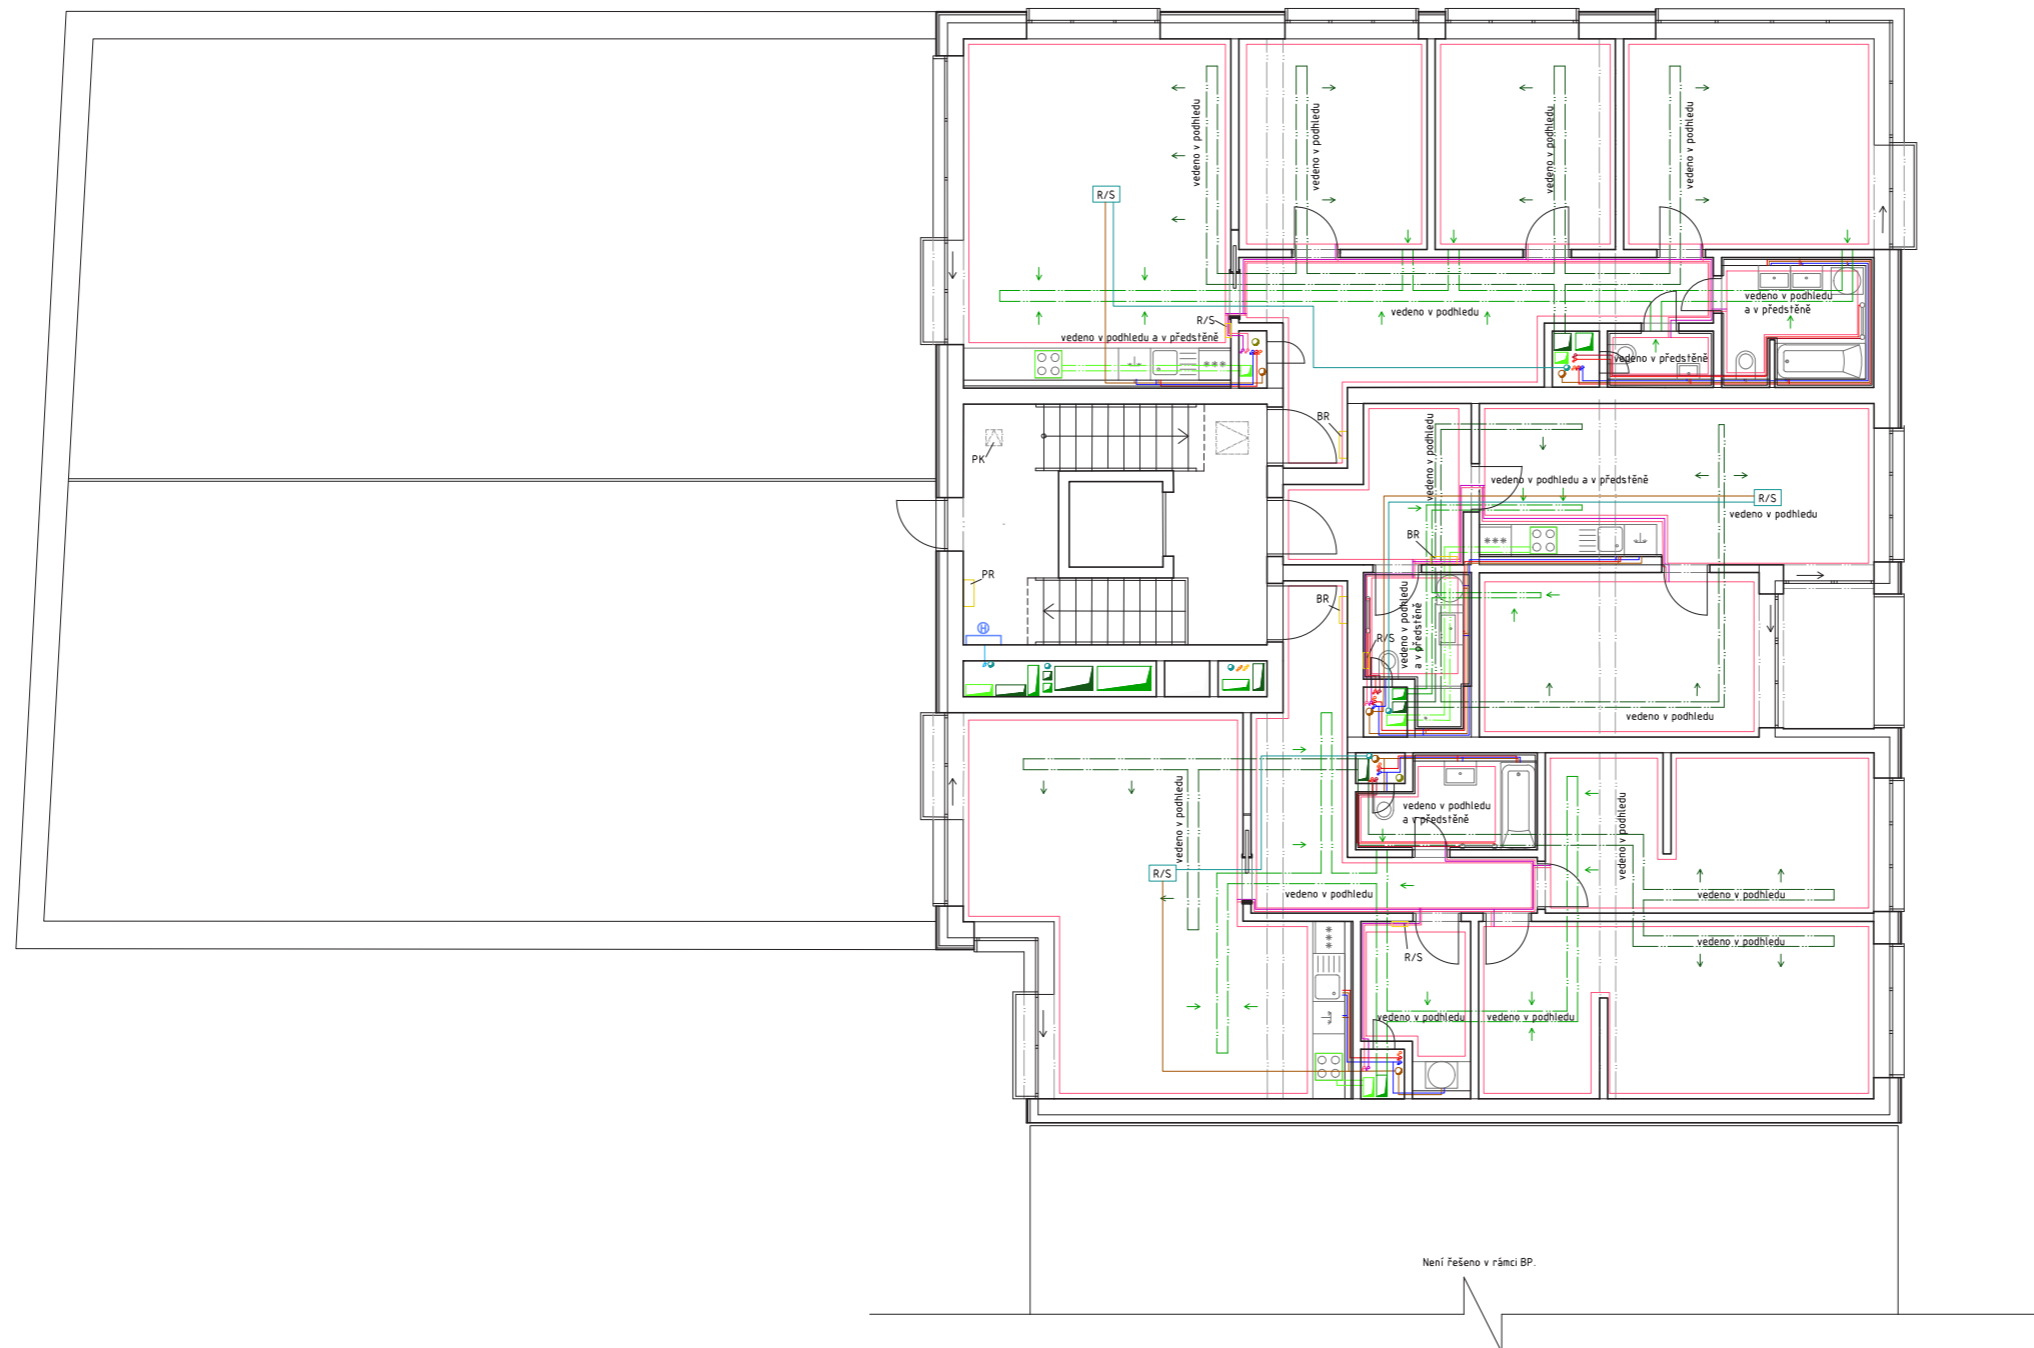 vedeno v podhledu
vedeno v podhledu
vedeno v podhledu
vedeno v podhledu
R/S
vedeno v podhledu
a v předstěně
vedeno v podhledu
R/S
vedeno v podhledu a v předstěně
vedeno v předstěně
BR
PK
vedeno v podhledu
vedeno v podhledu a v předstěně
R/S
vedeno v podhledu
BR
PR
BR
vedeno v podhledu
a v předstěně
R/S
H
vedeno v podhledu
vedeno v podhledu
vedeno v podhledu
a v předstěně
vedeno v podhledu
R/S
vedeno v podhledu
vedeno v podhledu
vedeno v podhledu
R/S
vedeno v podhledu
vedeno v podhledu
Není řešeno v rámci BP.